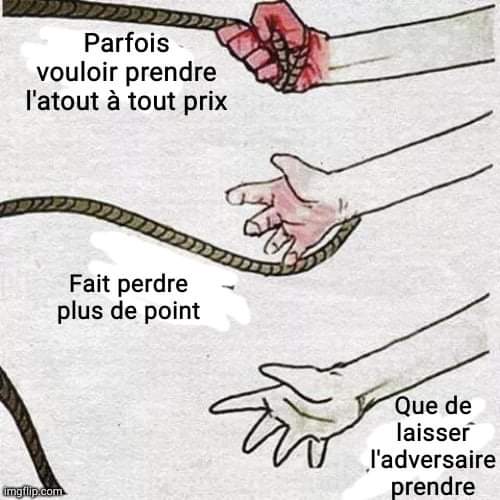 Parfois
vouloir prendre
l'atout à tout prix
Fait perdre
plus de point
Que de
laisser
l'adversaire
prendre
imgflip.com